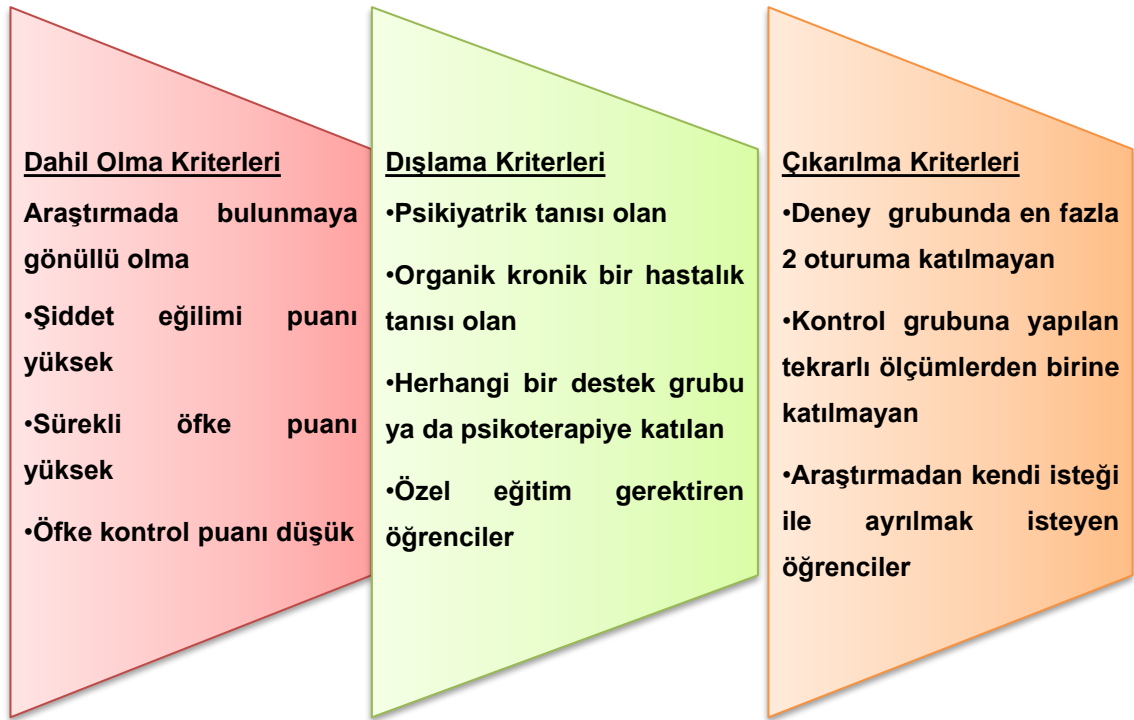 Dahil Olma Kriterleri
Araştırmada bulunmaya
gönüllü olma
•Şiddet eğilimi puanı
yüksek
•Sürekli öfke puanı
yüksek
•Öfke kontrol puanı düşük
Dışlama Kriterleri
•Psikiyatrik tanısı olan
•Organik kronik bir hastalık
tanısı olan
•Herhangi bir destek grubu
ya da psikoterapiye katılan
•Özel eğitim gerektiren
öğrenciler
Çıkarılma Kriterleri
•Deney grubunda en fazla
2 oturuma katılmayan
•Kontrol grubuna yapılan
tekrarlı ölçümlerden birine
katılmayan
•Araştırmadan kendi isteği
ile ayrılmak isteyen
öğrenciler